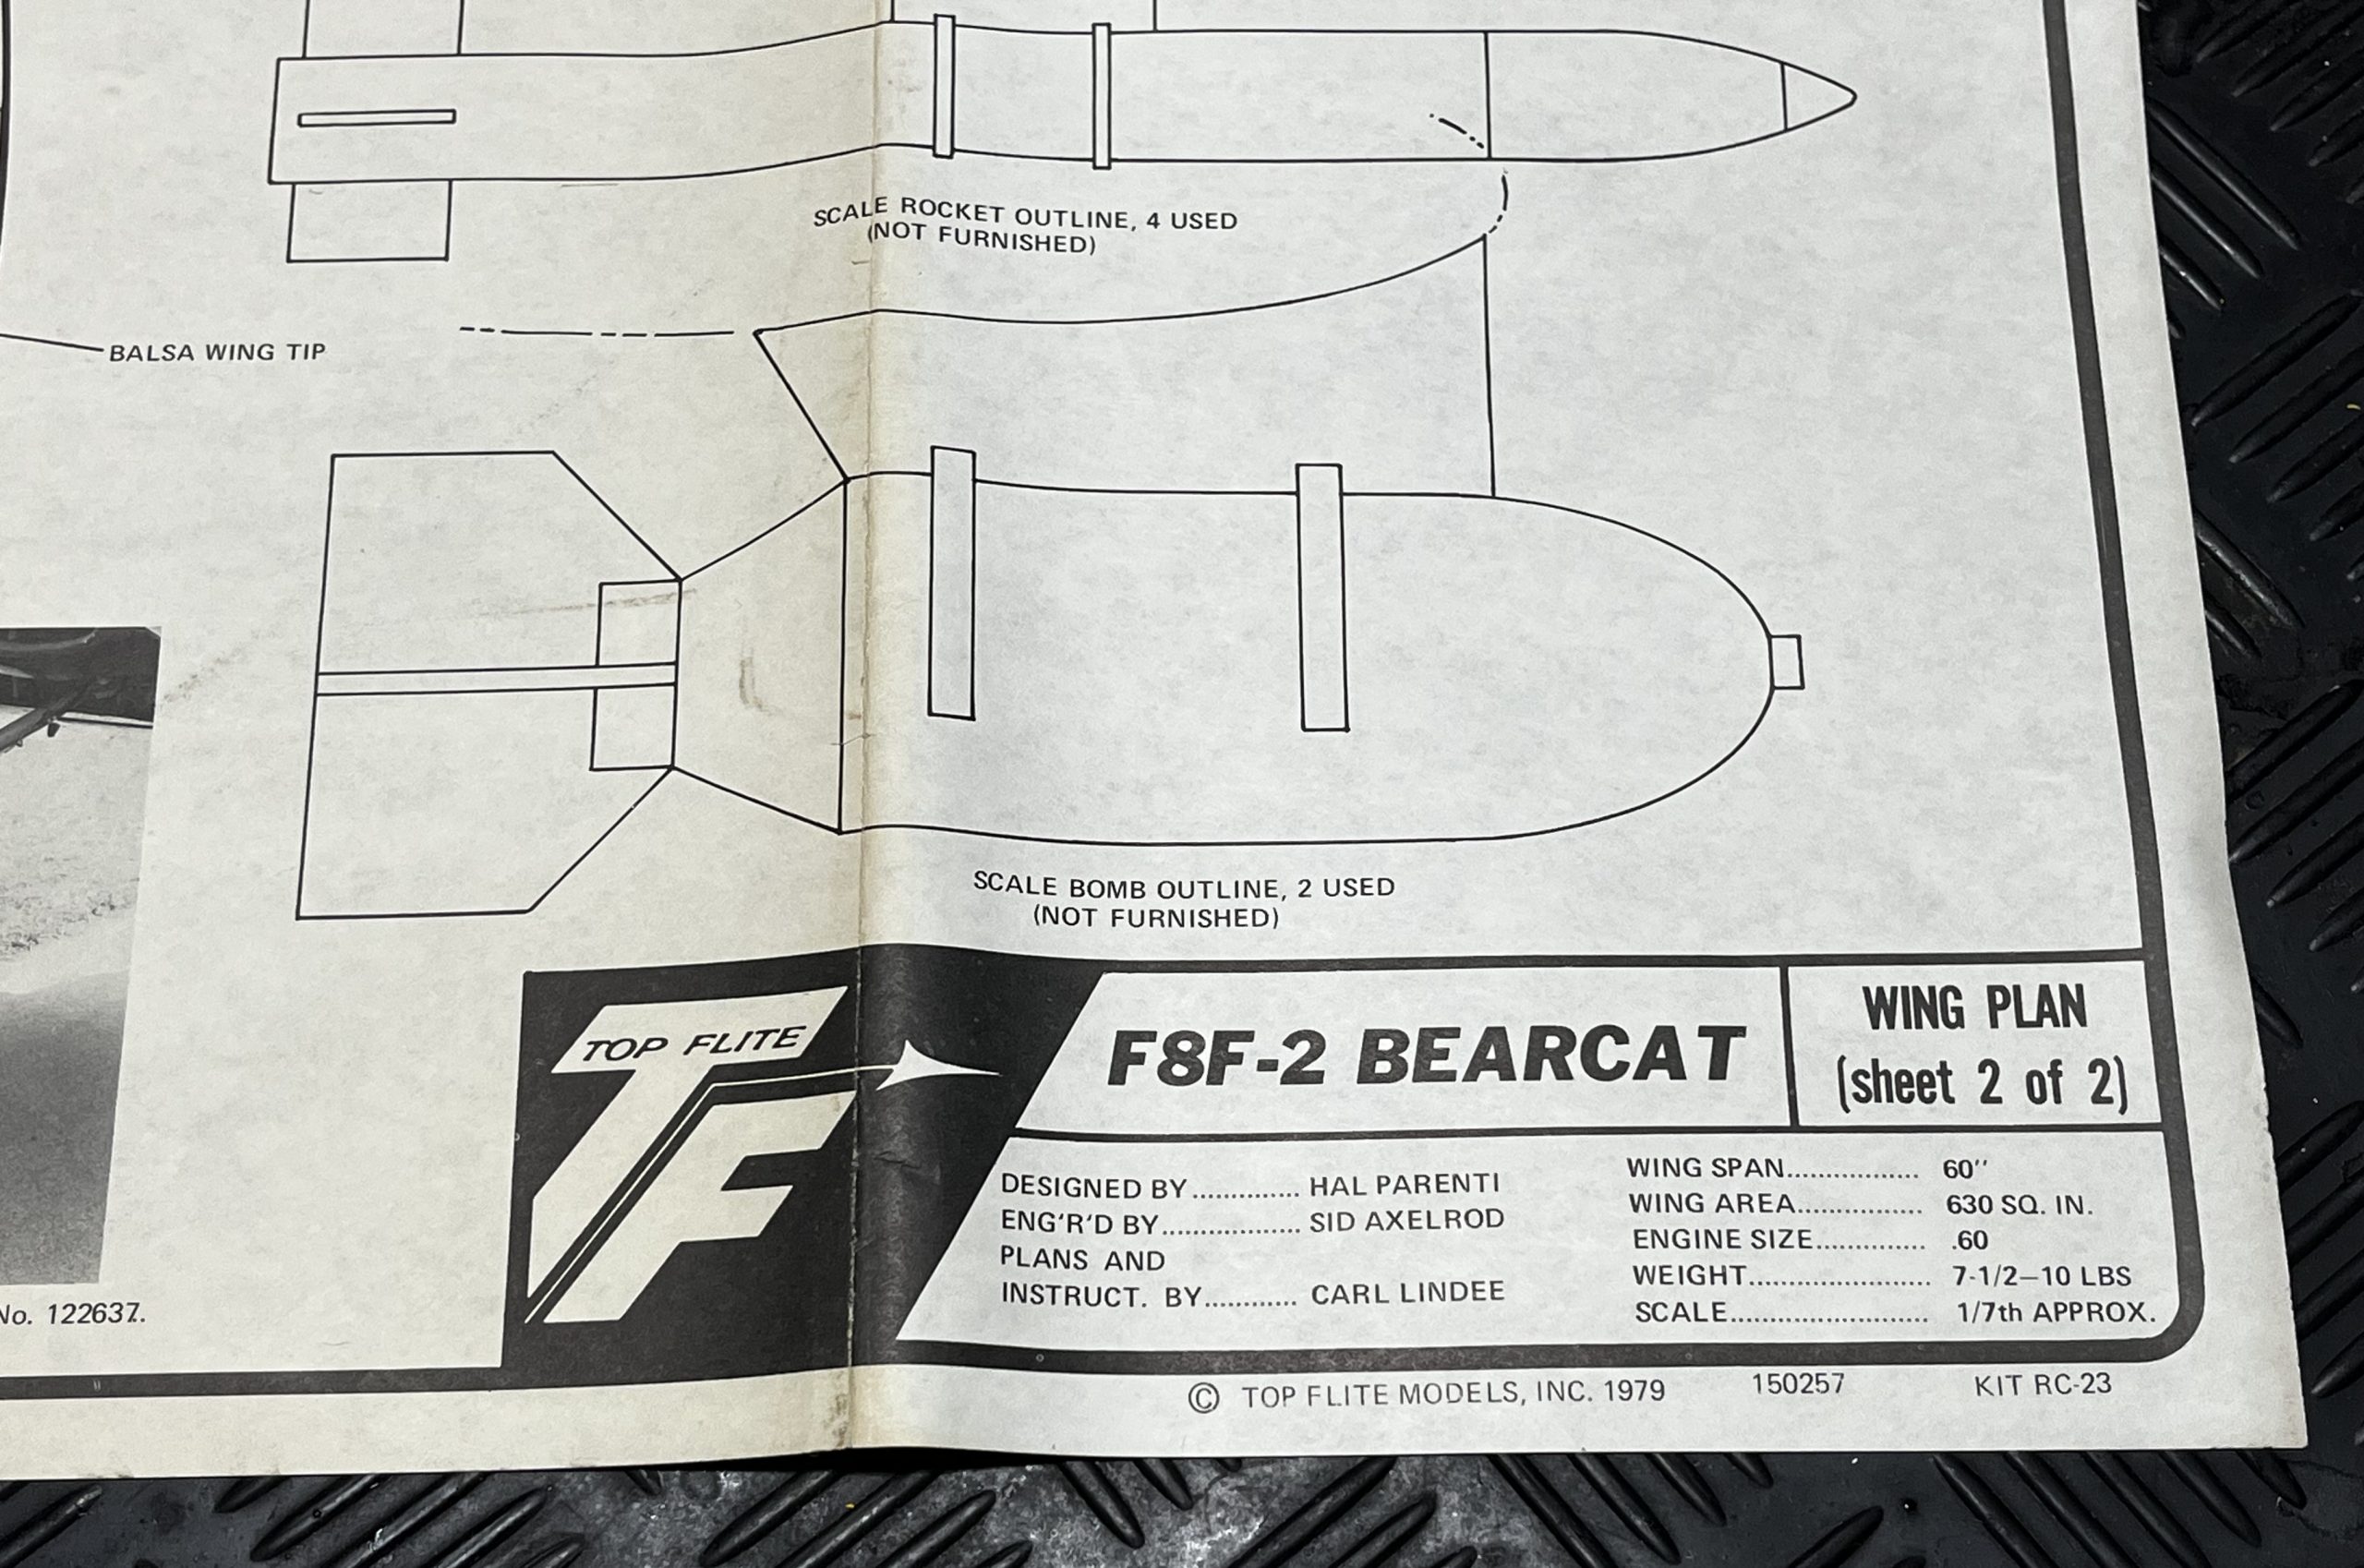 SCALE ROCKET OUTLINE, 4 USED
(NOT FURNISHED)
BALSA WING TIP
SCALE BOMB OUTLINE, 2 USED
(NOT FURNISHED)
No. 122637.
TOP FLITE
TF
F8F-2 BEARCAT
WING PLAN
(sheet 2 of 2)
DESIGNED BY.............. HAL PARENTI
ENG'R'D BY.................. SID AXELROD
PLANS AND
INSTRUCT. BY............ CARL LINDEE
WING SPAN................. 60''
WING AREA................ 630 SQ. IN.
ENGINE SIZE.............. .60
WEIGHT....................... 7-1/2–10 LBS
SCALE......................... 1/7th APPROX.
© TOP FLITE MODELS, INC. 1979 150257 KIT RC-23